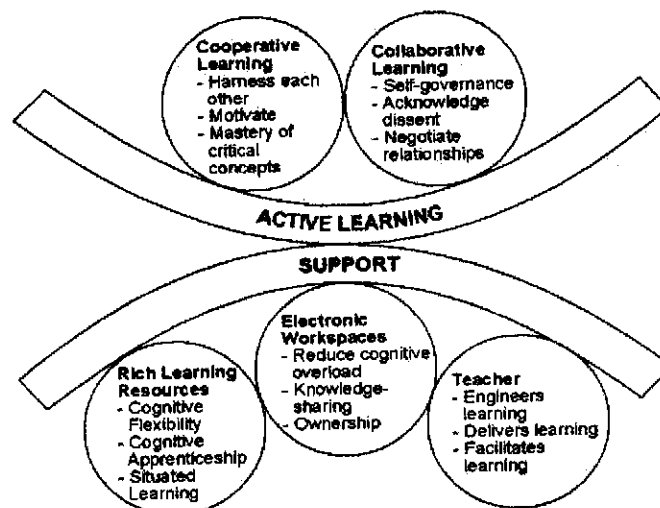 Cooperative
Learning
- Harness each
other
- Motivate
- Mastery of
critical
concepts
Collaborative
Learning
- Self-governance
- Acknowledge
dissent
- Negotiate
relationships
ACTIVE LEARNING
SUPPORT
Electronic
Workspaces
- Reduce cognitive
overload
- Knowledge-
sharing
- Ownership
Rich Learning
Resources
- Cognitive
Flexibility
- Cognitive
Apprenticeship
- Situated
Learning
Teacher
- Engineers
learning
- Delivers learning
- Facilitates
learning